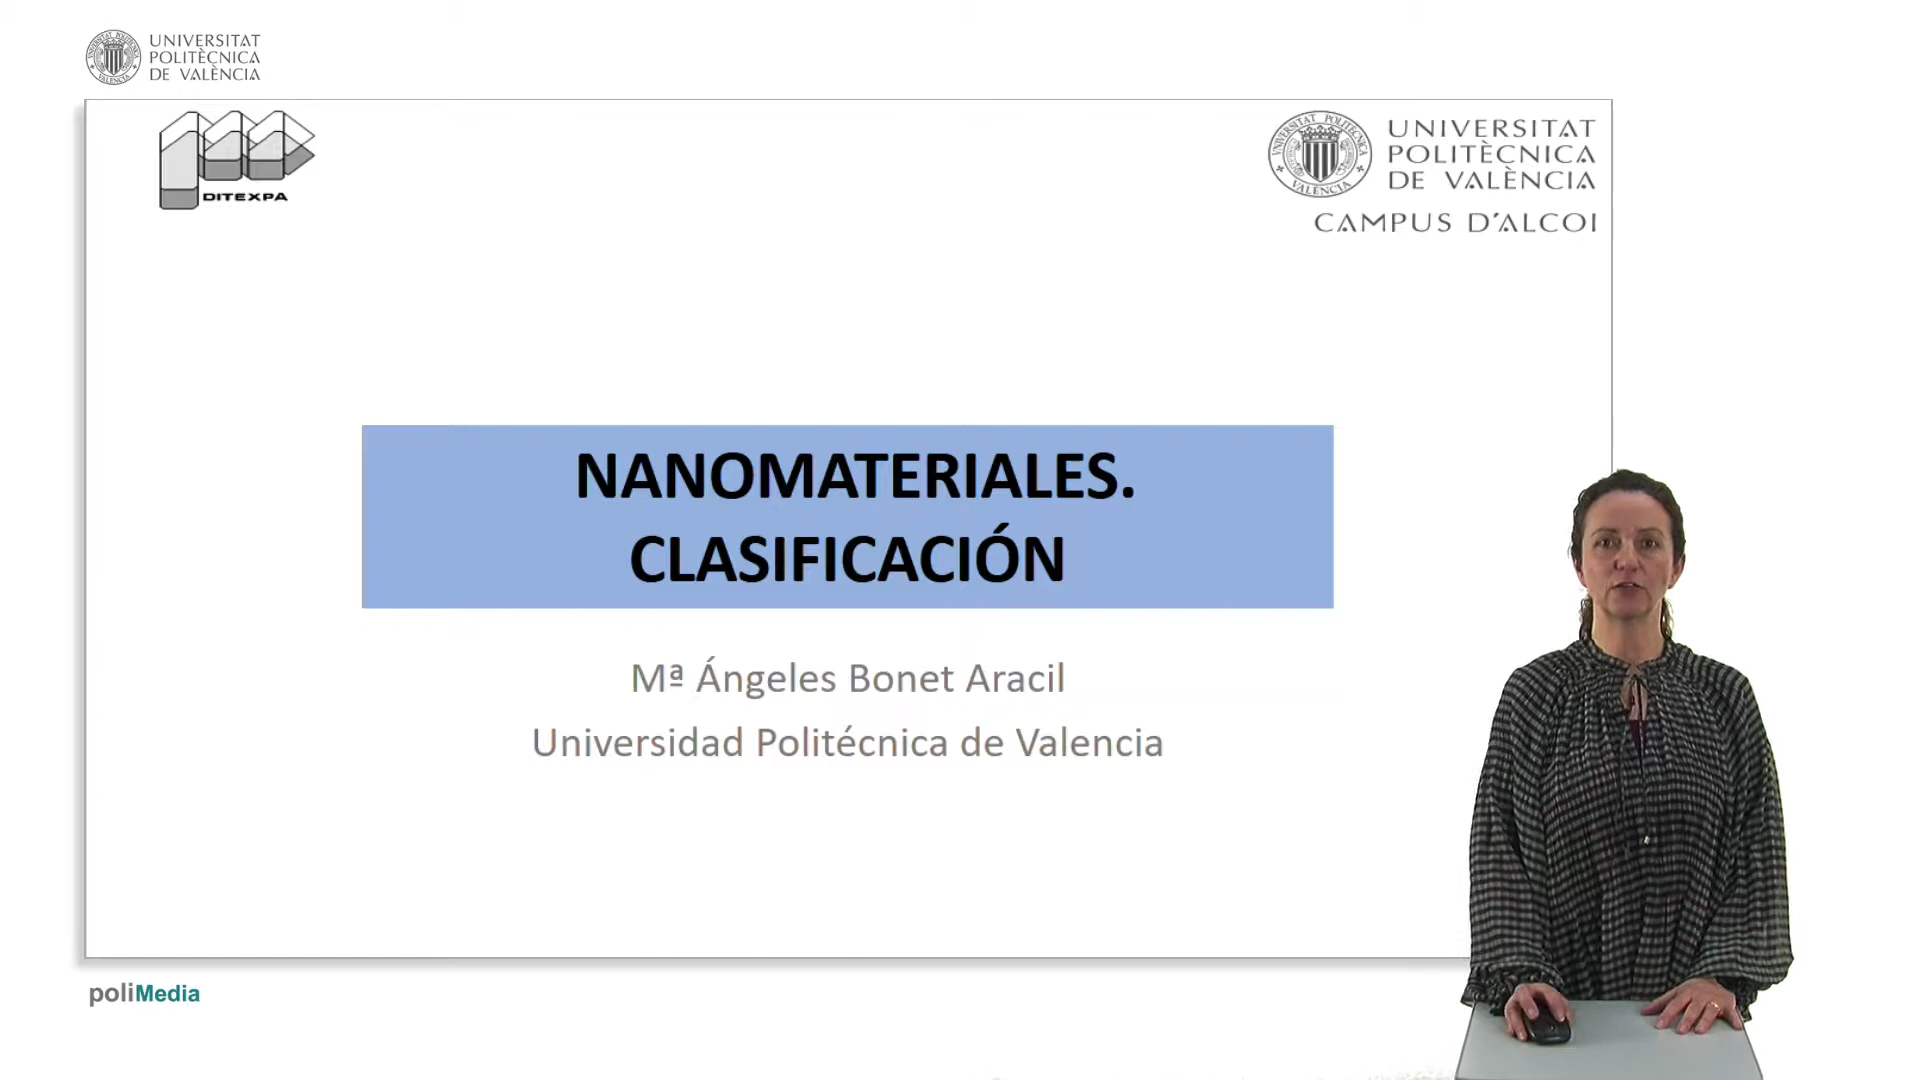 UNIVERSITAT
POLITÈCNICA
DE VALÈNCIA
DITEXPA
UNIVERSITAT
POLITÈCNICA
DE VALÈNCIA
CAMPUS D'ALCOI
NANOMATERIALES.
CLASIFICACIÓN
Mª Ángeles Bonet Aracil
Universidad Politécnica de Valencia
poliMedia